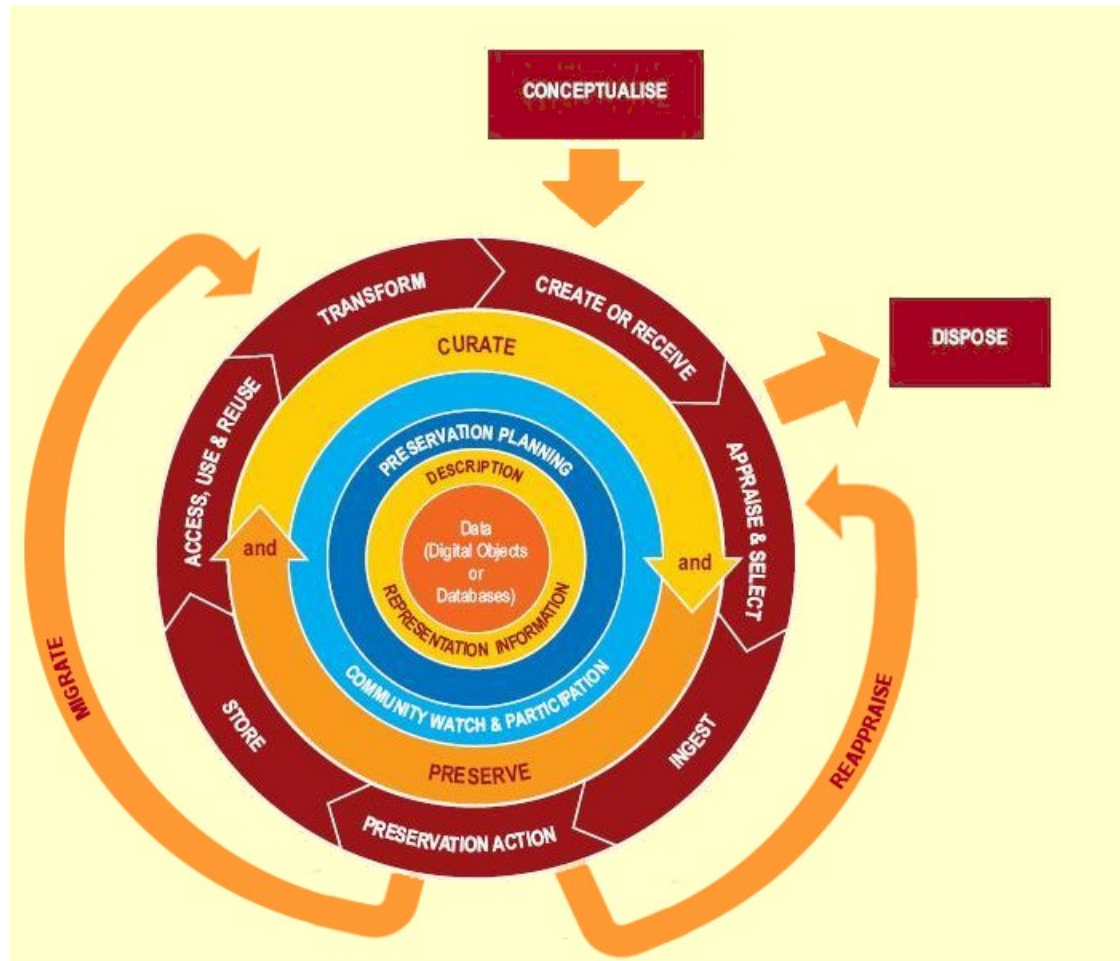 CONCEPTUALISE
DISPOSE
TRANSFORM
CREATE OR RECEIVE
APPRAISE & SELECT
INGEST
PRESERVATION ACTION
STORE
ACCESS, USE & REUSE
CURATE
and
PRESERVE
and
COMMUNITY WATCH & PARTICIPATION
PRESERVATION PLANNING
DESCRIPTION
REPRESENTATION INFORMATION
Data
(Digital Objects
or
Databases)
MIGRATE
REAPPRAISE